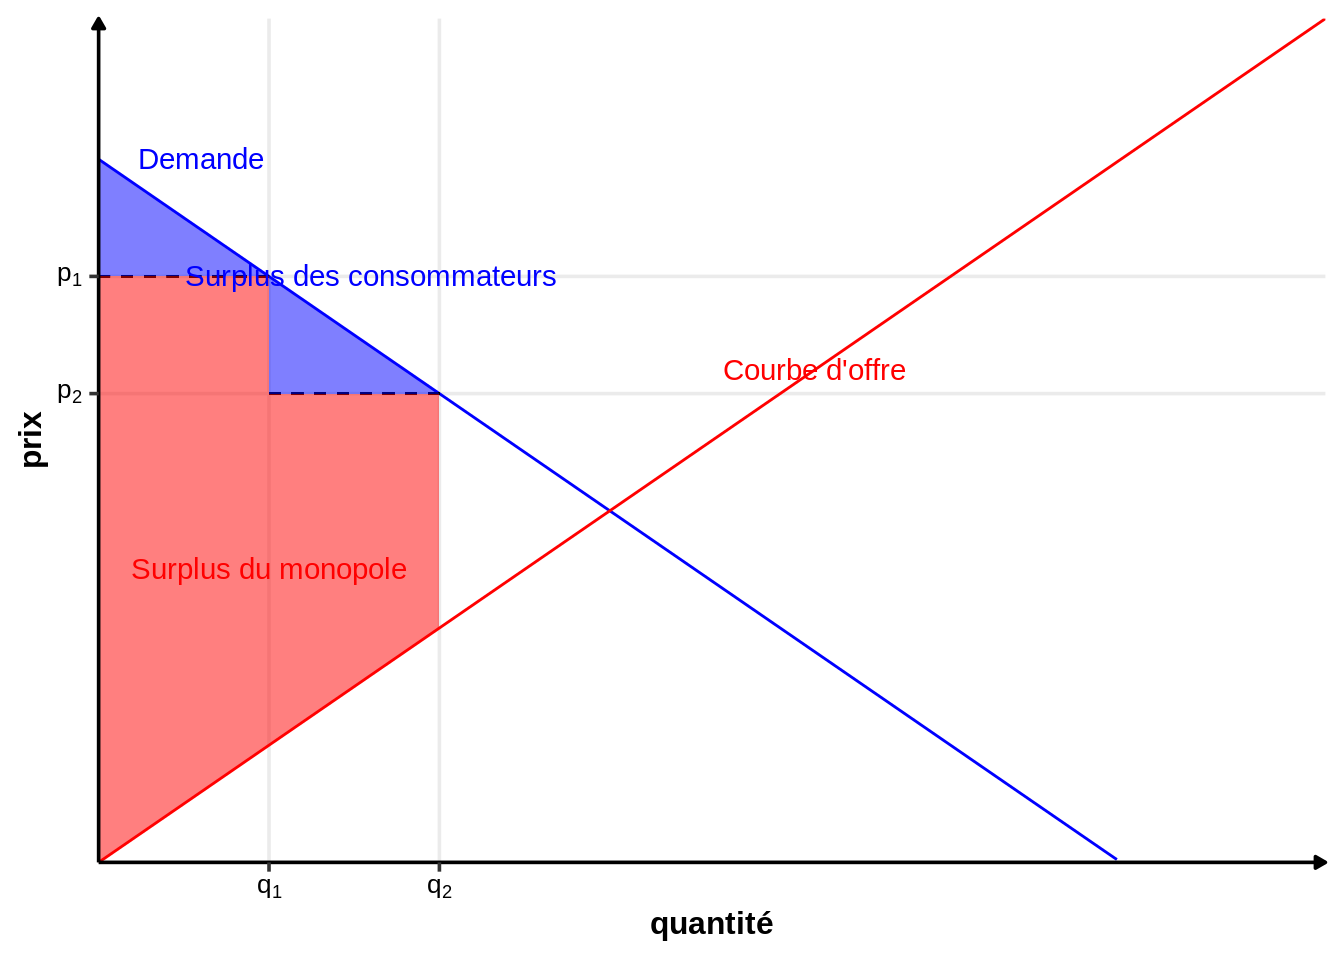 Demande
p1
Surplus des consommateurs
Courbe d'offre
p2
prix
Surplus du monopole
q1
q2
quantité